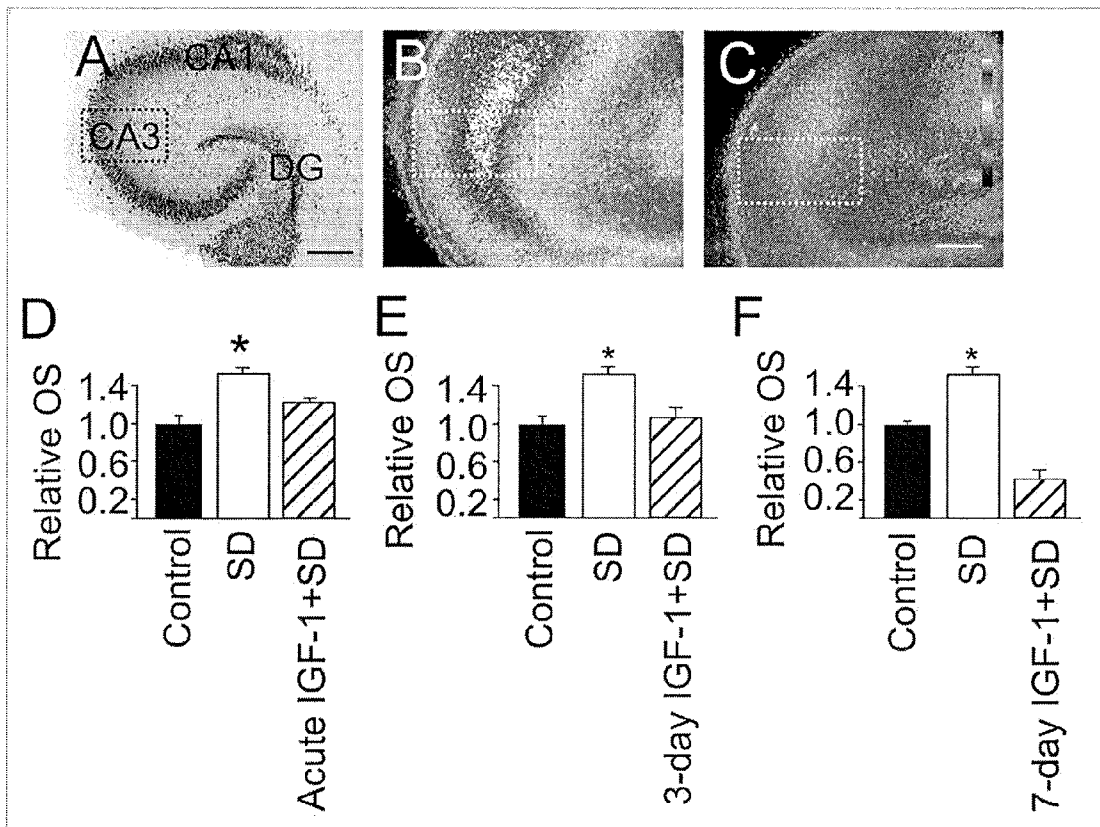 A
CA1
CA3
DG
B
C
D
Relative OS
1.4
1.0
0.6
0.2
*
Control
SD
Acute IGF-1+SD
E
1.4
1.0
0.6
0.2
Relative OS
*
Control
SD
3-day IGF-1+SD
F
1.4
1.0
0.6
0.2
Relative OS
*
Control
SD
7-day IGF-1+SD